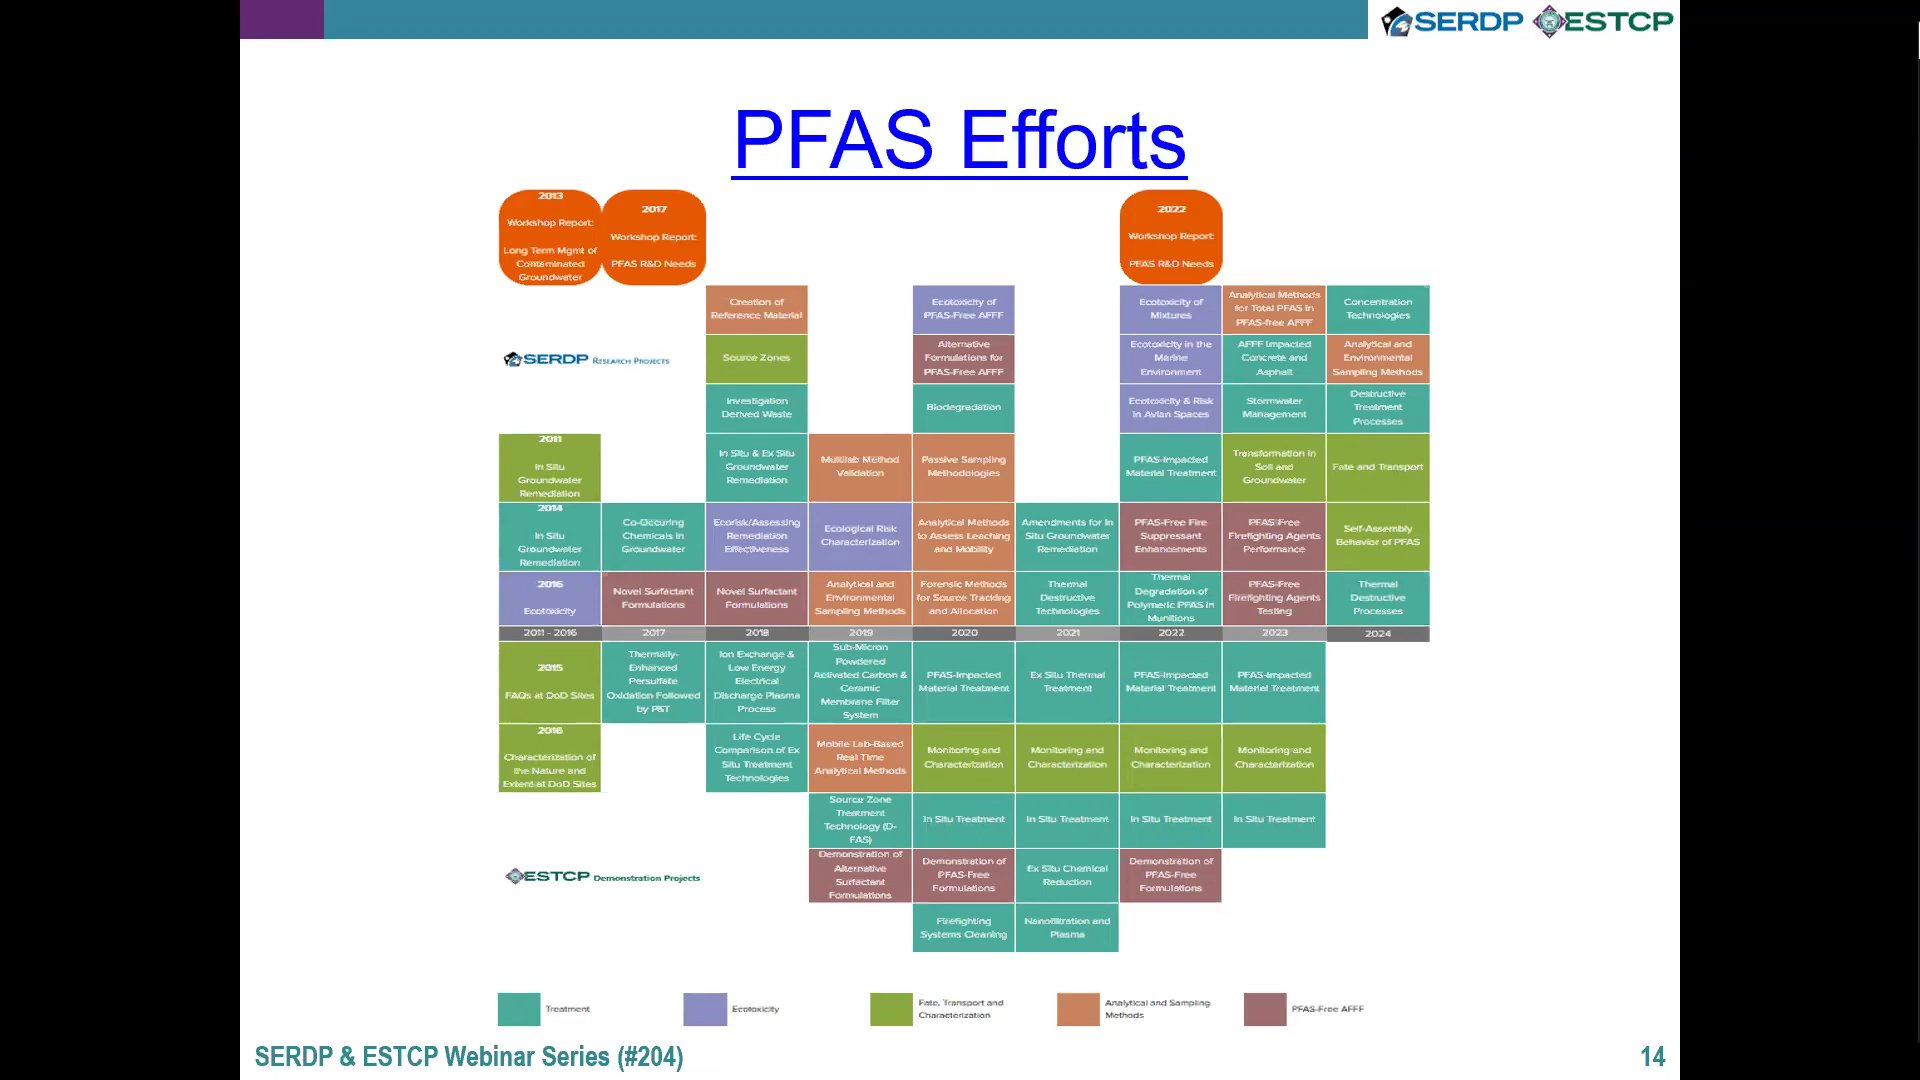 SERDP ESTCP
PFAS Efforts
2013
Workshop Report:
Long Term Mgmt of
Contaminated
Groundwater
2017
Workshop Report:
PFAS R&D Needs
2022
Workshop Report:
PFAS R&D Needs
Creation of
Reference Material
Ecotoxicity of
PFAS-Free AFFF
Ecotoxicity of
Mixtures
Analytical Methods
for Total PFAS in
PFAS-free AFFF
Concentration
Technologies
SERDP RESEARCH PROJECTS
Source Zones
Alternative
Formulations for
PFAS-Free AFFF
Ecotoxicity in the
Marine
Environment
AFFF Impacted
Concrete and
Asphalt
Analytical and
Environmental
Sampling Methods
Investigation
Derived Waste
Biodegradation
Ecotoxicity & Risk
in Avian Spaces
Stormwater
Management
Destructive
Treatment
Processes
2011
In Situ
Groundwater
Remediation
In Situ & Ex Situ
Groundwater
Remediation
Multilab Method
Validation
Passive Sampling
Methodologies
PFAS-Impacted
Material Treatment
Transformation in
Soil and
Groundwater
Fate and Transport
2014
In Situ
Groundwater
Remediation
Co-Occuring
Chemicals in
Groundwater
Ecorisk/Assessing
Remediation
Effectiveness
Ecological Risk
Characterization
Analytical Methods
to Assess Leaching
and Mobility
Amendments for In
Situ Groundwater
Remediation
PFAS-Free Fire
Suppressant
Enhancements
PFAS-Free
Firefighting Agents
Performance
Self-Assembly
Behavior of PFAS
2016
Ecotoxicity
Novel Surfactant
Formulations
Novel Surfactant
Formulations
Analytical and
Environmental
Sampling Methods
Forensic Methods
for Source Tracking
and Allocation
Thermal
Destructive
Technologies
Thermal
Degradation of
Polymeric PFAS in
Munitions
PFAS-Free
Firefighting Agents
Testing
Thermal
Destructive
Processes
2011 - 2016 2017 2018 2019 2020 2021 2022 2023 2024
2015
FAQs at DoD Sites
Thermally-
Enhanced
Persulfate
Oxidation Followed
by P&T
Ion Exchange &
Low Energy
Electrical
Discharge Plasma
Process
Sub-Micron
Powdered
Activated Carbon &
Ceramic
Membrane Filter
System
PFAS-Impacted
Material Treatment
Ex Situ Thermal
Treatment
PFAS-Impacted
Material Treatment
PFAS-Impacted
Material Treatment
2016
Characterization of
the Nature and
Extent at DoD Sites
Life Cycle
Comparison of Ex
Situ Treatment
Technologies
Mobile Lab-Based
Real Time
Analytical Methods
Monitoring and
Characterization
Monitoring and
Characterization
Monitoring and
Characterization
Monitoring and
Characterization
Source Zone
Treatment
Technology (D-
FAS)
In Situ Treatment
In Situ Treatment
In Situ Treatment
In Situ Treatment
ESTCP Demonstration Projects
Demonstration of
Alternative
Surfactant
Formulations
Demonstration of
PFAS-Free
Formulations
Ex Situ Chemical
Reduction
Demonstration of
PFAS-Free
Formulations
Firefighting
Systems Cleaning
Nanofiltration and
Plasma
Treatment
Ecotoxicity
Fate, Transport and
Characterization
Analytical and Sampling
Methods
PFAS-Free AFFF
SERDP & ESTCP Webinar Series (#204)
14